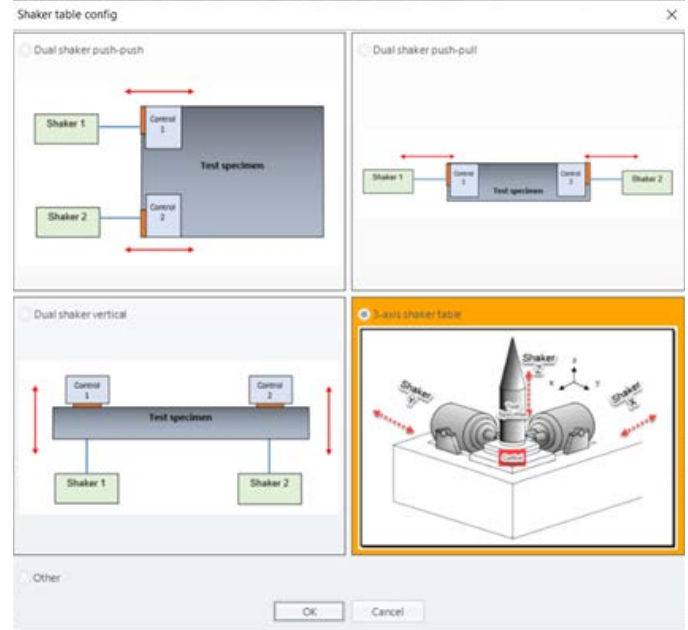 Shaker table config
Dual shaker push-push
Shaker 1
Control
1
Test specimen
Shaker 2
Control
2
Dual shaker push-pull
Shaker 1
Control
1
Test specimen
Control
2
Shaker 2
Dual shaker vertical
Control
1
Control
2
Test specimen
Shaker 1
Shaker 2
3-axis shaker table
Shaker
Z
z
x
y
Shaker
Y
Shaker
X
Test
Specimen
Control
Other
OK
Cancel